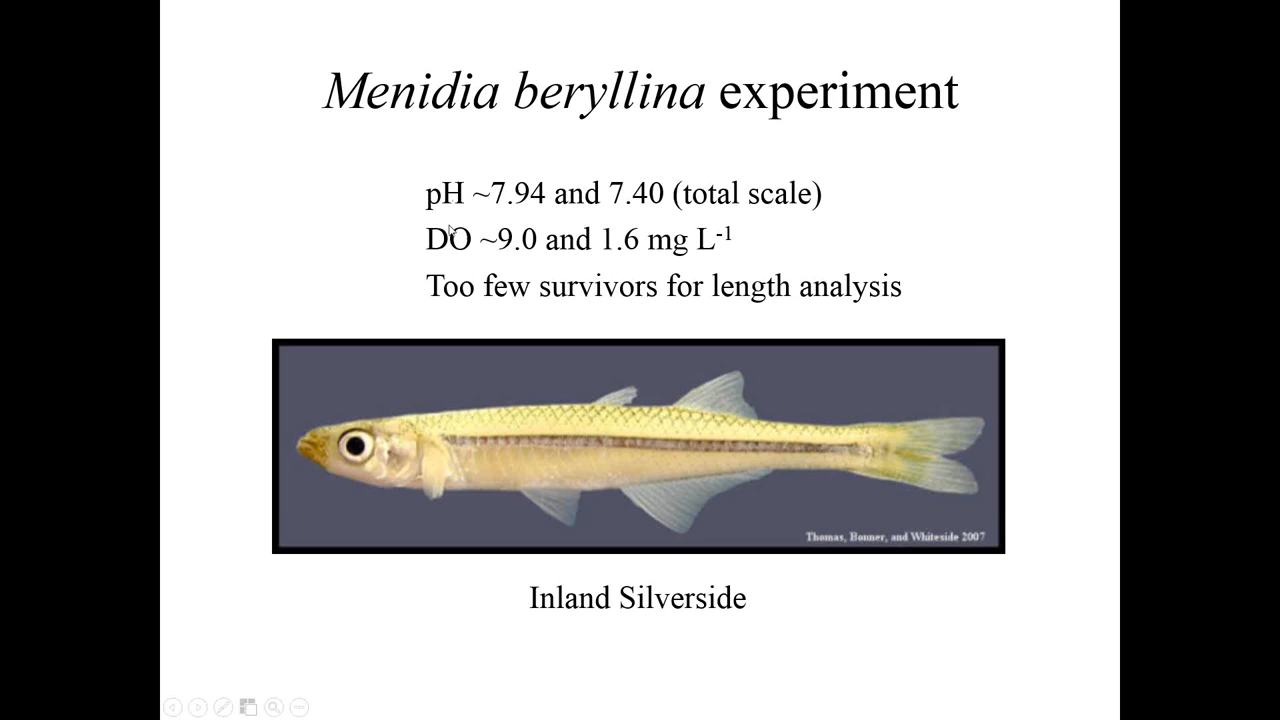 Menidia beryllina experiment
pH ~7.94 and 7.40 (total scale)
DO ~9.0 and 1.6 mg L-1
Too few survivors for length analysis
Thomas, Bonner, and Whiteside 2007
Inland Silverside